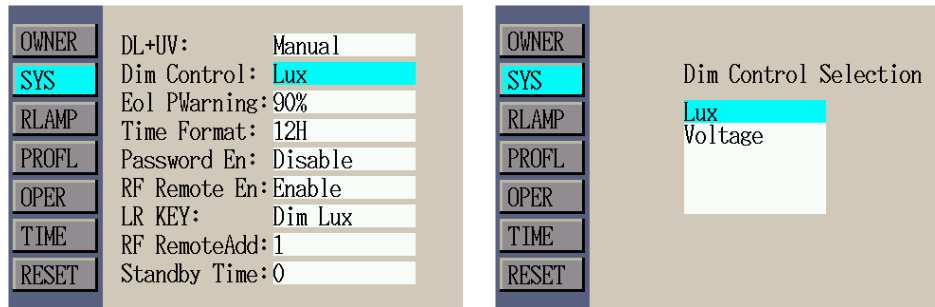 OWNER
SYS
RLAMP
PROFL
OPER
TIME
RESET
DL+UV: Manual
Dim Control: Lux
Eol PWarning: 90%
Time Format: 12H
Password En: Disable
RF Remote En: Enable
LR KEY: Dim Lux
RF RemoteAdd: 1
Standby Time: 0
OWNER
SYS
RLAMP
PROFL
OPER
TIME
RESET
Dim Control Selection
Lux
Voltage